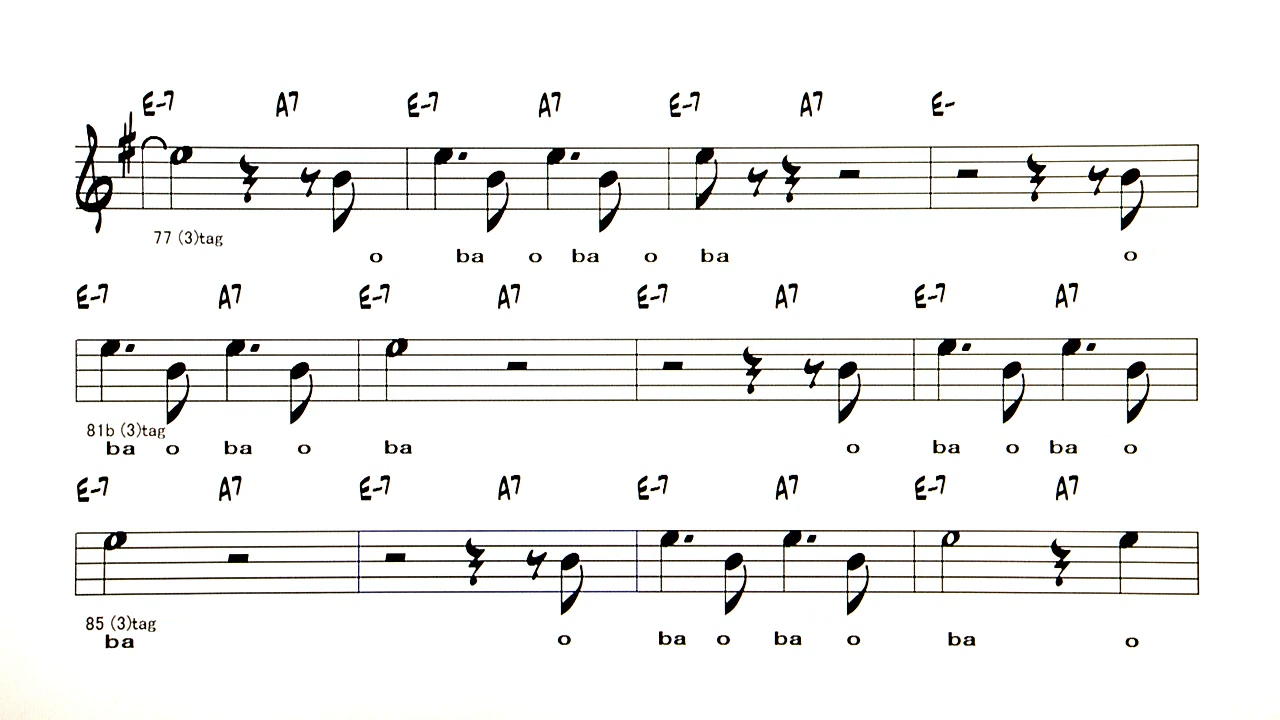 E-7 A7 E-7 A7 E-7 A7 E-
77 (3)tag
o ba o ba o ba o
E-7 A7 E-7 A7 E-7 A7 E-7 A7
81b (3)tag
ba o ba o ba o ba o ba o
E-7 A7 E-7 A7 E-7 A7 E-7 A7
85 (3)tag
ba o ba o ba o ba o